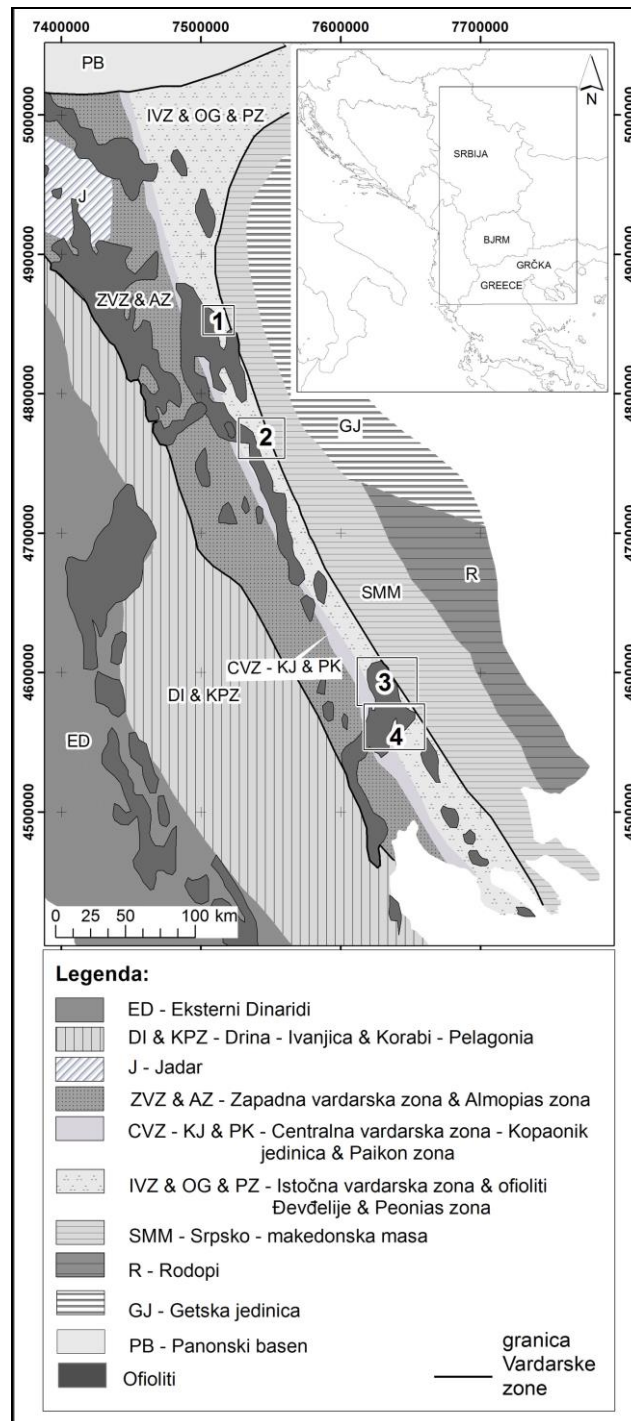 7400000 7500000 7600000 7700000
PB
N
5000000
IVZ & OG & PZ
SRBIJA
J
BJRM
4900000
GRČKA
GREECE
ZVZ & AZ
1
4800000
GJ
2
4700000
R
SMM
CVZ - KJ & PK
4600000
3
DI & KPZ
4
ED
4500000
0 25 50 100 km
Legenda:
ED - Eksterni Dinaridi
DI & KPZ - Drina - Ivanjica & Korabi - Pelagonia
J - Jadar
ZVZ & AZ - Zapadna vardarska zona & Almopias zona
CVZ - KJ & PK - Centralna vardarska zona - Kopaonik
jedinica & Paikon zona
IVZ & OG & PZ - Istočna vardarska zona & ofioliti
Đevđelije & Peonias zona
SMM - Srpsko - makedonska masa
R - Rodopi
GJ - Getska jedinica
PB - Panonski basen
Ofioliti
granica
Vardarske
zone